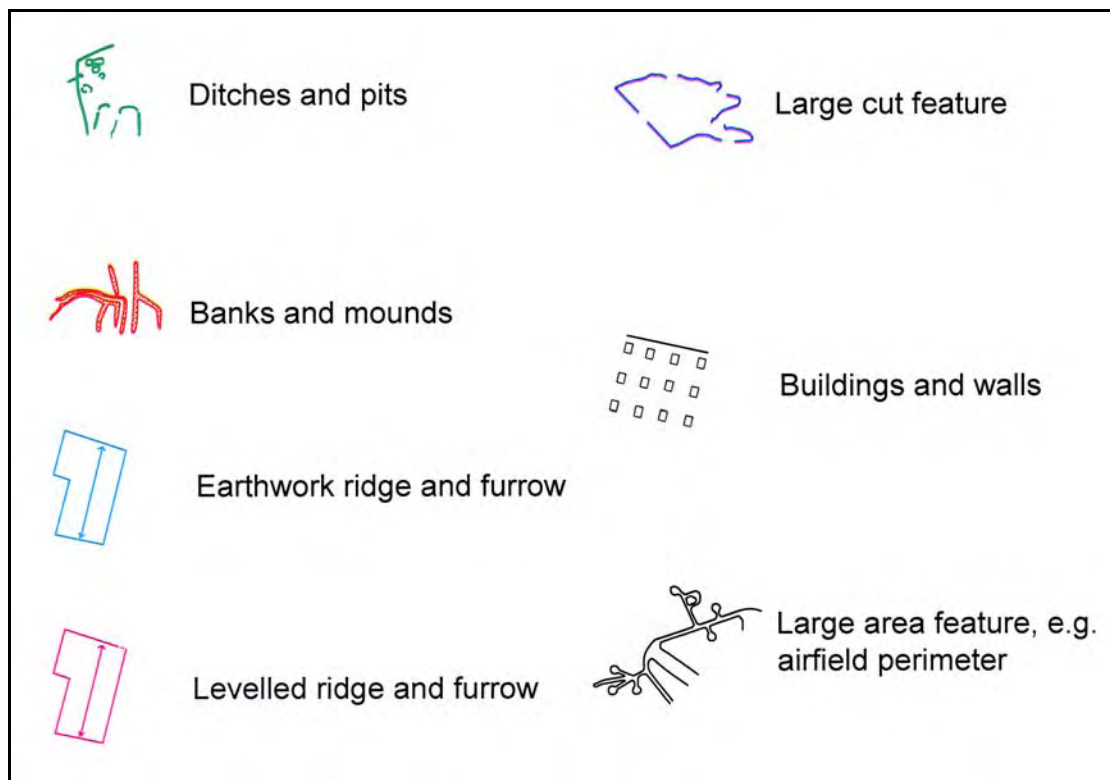 Ditches and pits
Banks and mounds
Earthwork ridge and furrow
Levelled ridge and furrow
Large cut feature
Buildings and walls
Large area feature, e.g.
airfield perimeter